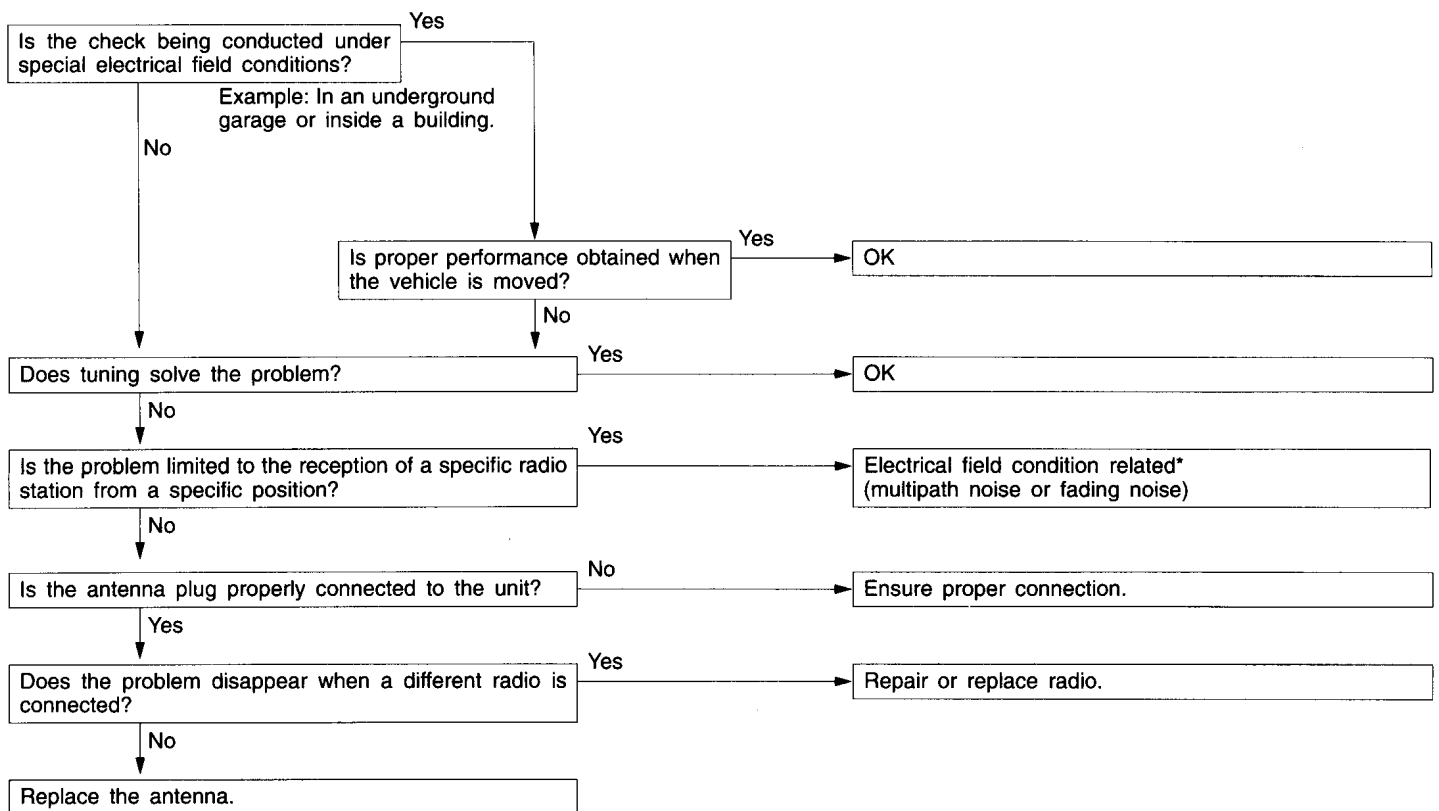 Yes
Is the check being conducted under
special electrical field conditions?
Example: In an underground
garage or inside a building.
No
Is proper performance obtained when
the vehicle is moved?
Yes
OK
No
Does tuning solve the problem?
Yes
OK
No
Is the problem limited to the reception of a specific radio
station from a specific position?
Yes
Electrical field condition related*
(multipath noise or fading noise)
No
Is the antenna plug properly connected to the unit?
No
Ensure proper connection.
Yes
Does the problem disappear when a different radio is
connected?
Yes
Repair or replace radio.
No
Replace the antenna.